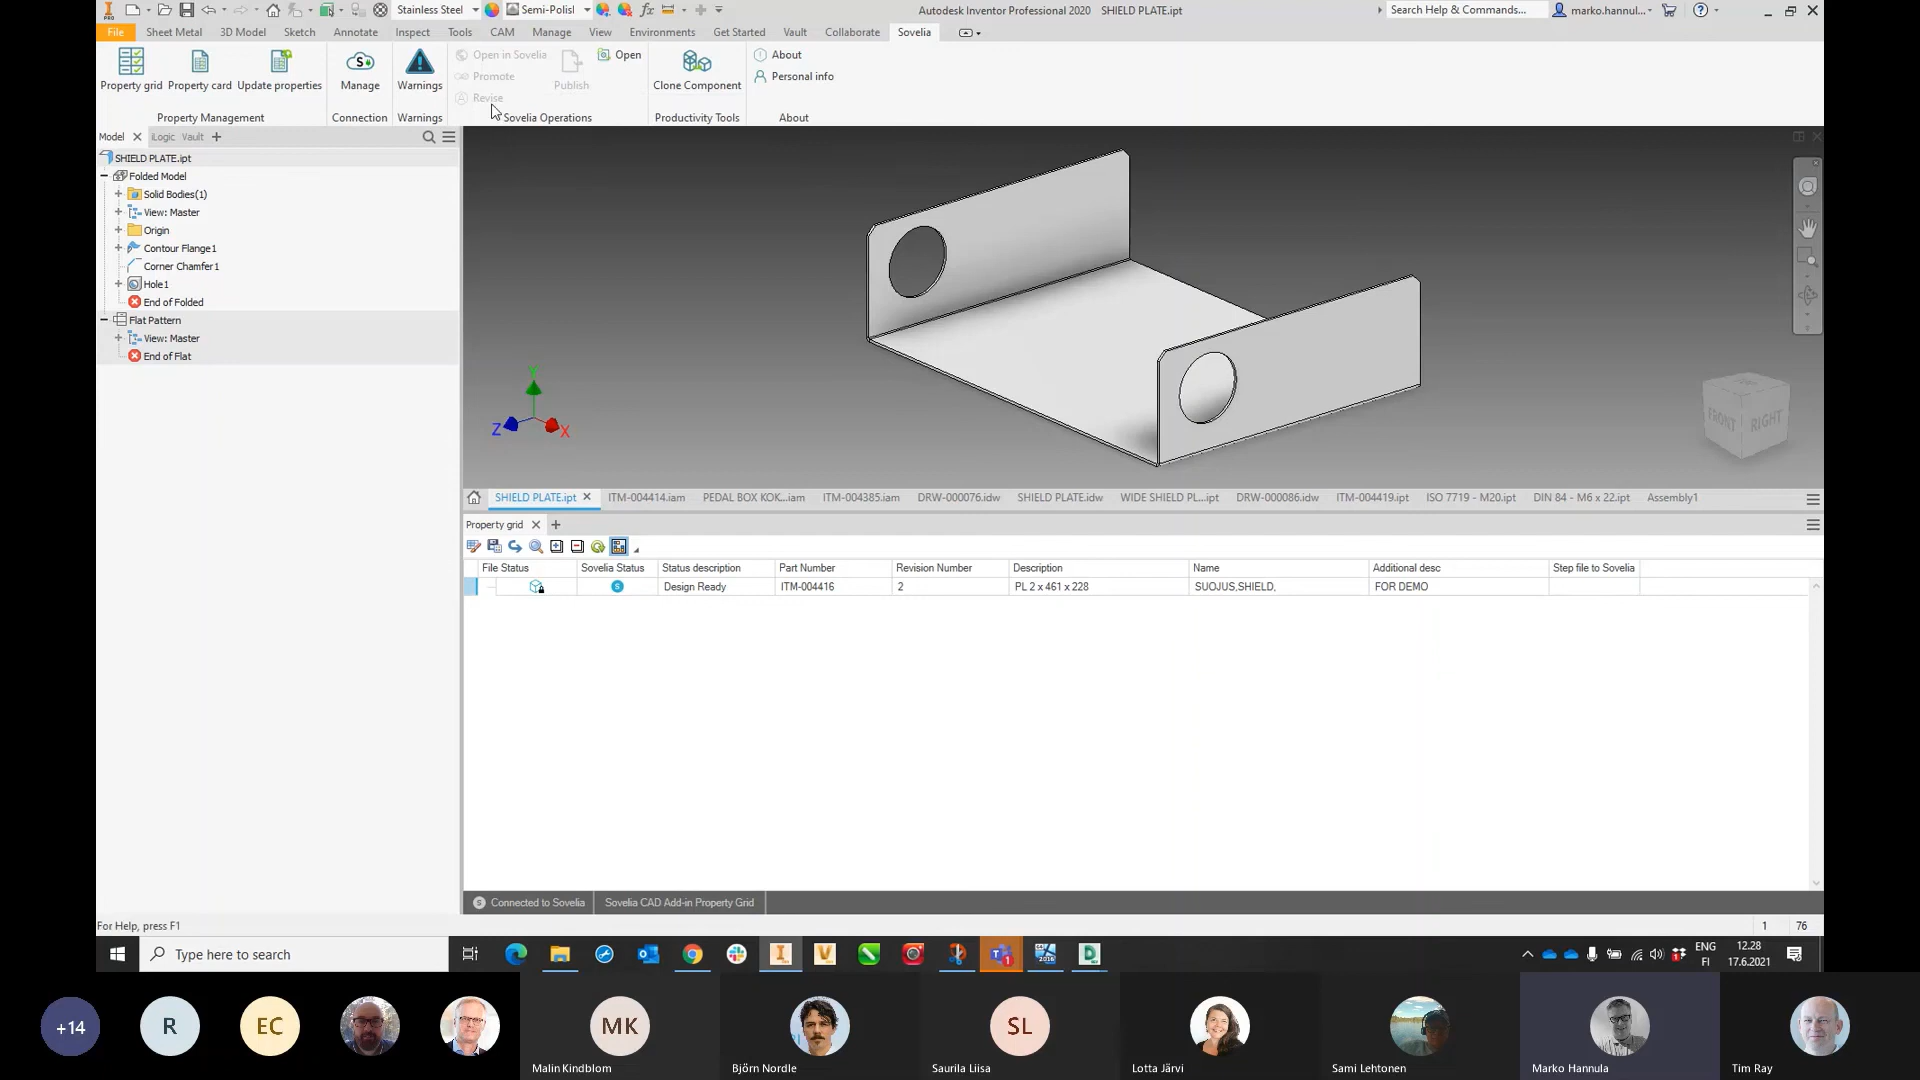 Stainless Steel
Semi-Polisl
Autodesk Inventor Professional 2020 SHIELD PLATE.ipt
Search Help & Commands...
marko.hannul...
File Sheet Metal 3D Model Sketch Annotate Inspect Tools CAM Manage View Environments Get Started Vault Collaborate Sovelia
Property grid Property card Update properties
Property Management
Manage
Connection
Warnings
Warnings
Open in Sovelia
Promote
Revise
Publish
Open
Sovelia Operations
Clone Component
Productivity Tools
About
Personal info
About
Model iLogic Vault
SHIELD PLATE.ipt
Folded Model
Solid Bodies(1)
View: Master
Origin
Contour Flange1
Corner Chamfer1
Hole1
End of Folded
Flat Pattern
View: Master
End of Flat
Y
Z
X
FRONT RIGHT
SHIELD PLATE.ipt ITM-004414.iam PEDAL BOX KOK...iam ITM-004385.iam DRW-000076.idw SHIELD PLATE.idw WIDE SHIELD PL...ipt DRW-000086.idw ITM-004419.ipt ISO 7719 - M20.ipt DIN 84 - M6 x 22.ipt Assembly1
Property grid
File Status Sovelia Status Status description Part Number Revision Number Description Name Additional desc Step file to Sovelia
Design Ready ITM-004416 2 PL 2 x 461 x 228 SUOJUS,SHIELD, FOR DEMO
Connected to Sovelia Sovelia CAD Add-in Property Grid
For Help, press F1
1 76
Type here to search
ENG
FI
12.28
17.6.2021
+14
R
EC
MK
Malin Kindblom
Björn Nordle
SL
Saurila Liisa
Lotta Järvi
Sami Lehtonen
Marko Hannula
Tim Ray